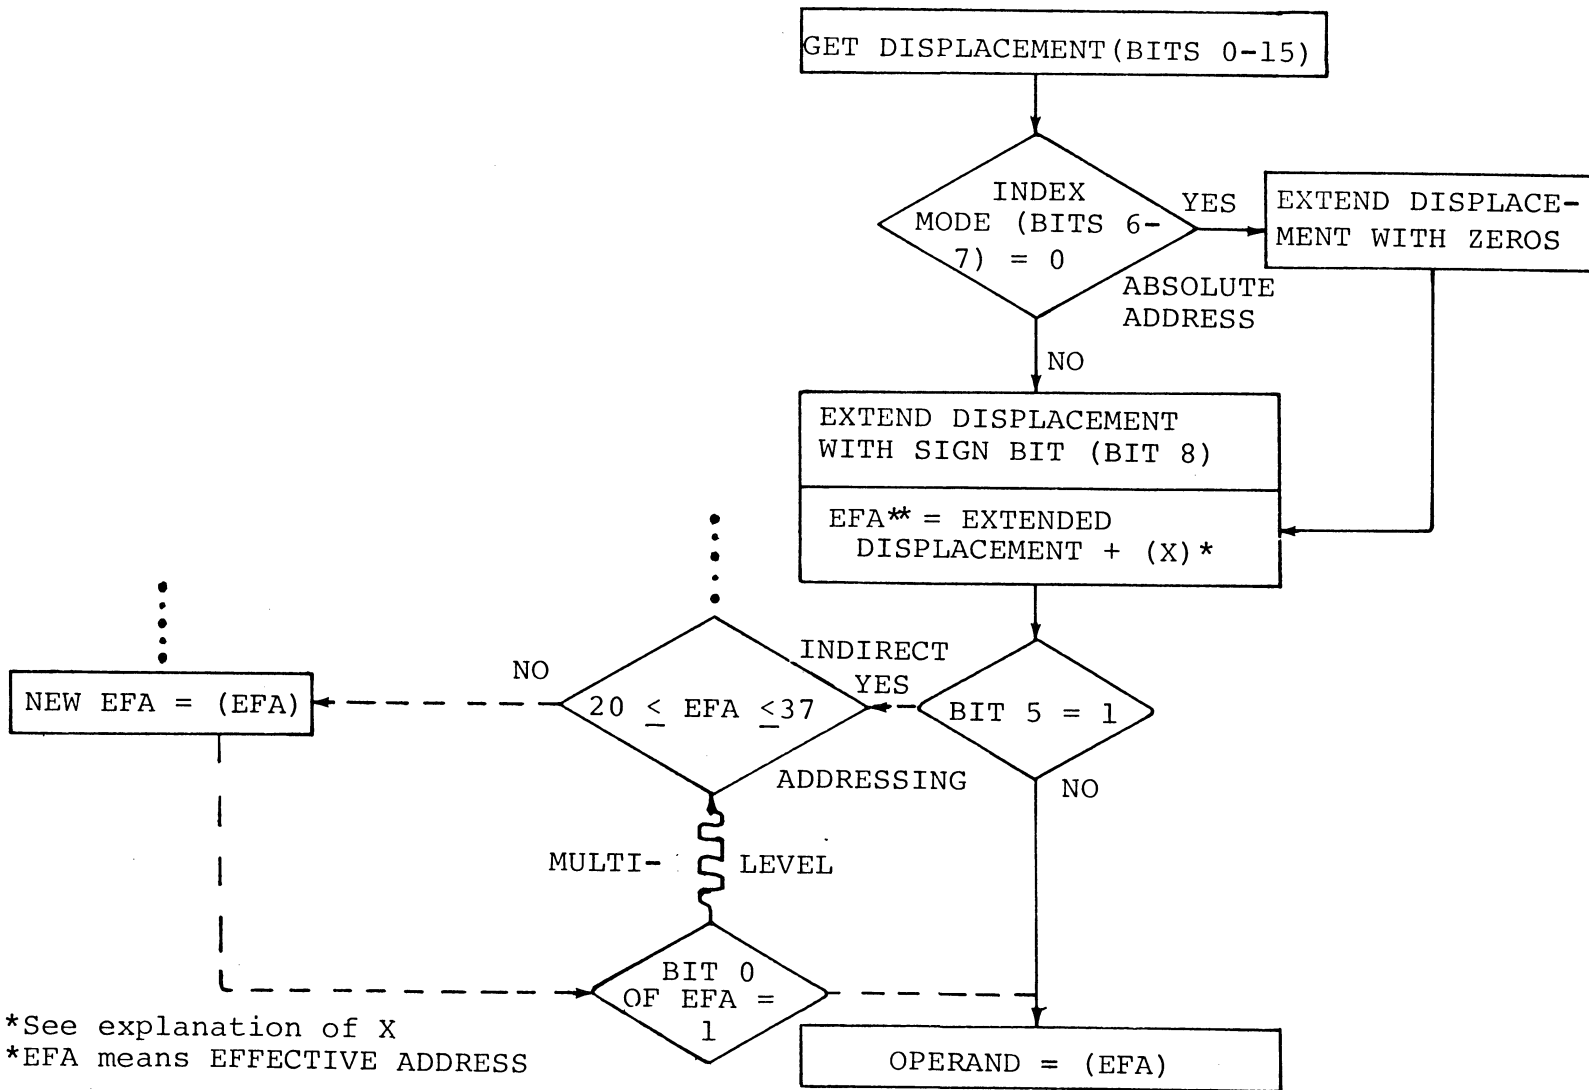 GET DISPLACEMENT(BITS 0-15)
INDEX
MODE (BITS 6-
7) = 0
YES
EXTEND DISPLACE-
MENT WITH ZEROS
ABSOLUTE
ADDRESS
NO
EXTEND DISPLACEMENT
WITH SIGN BIT (BIT 8)
EFA** = EXTENDED
DISPLACEMENT + (X)*
INDIRECT
YES
NO
NEW EFA = (EFA)
20 ≤ EFA ≤37
BIT 5 = 1
ADDRESSING
NO
MULTI- LEVEL
BIT 0
OF EFA =
1
*See explanation of X
*EFA means EFFECTIVE ADDRESS
OPERAND = (EFA)